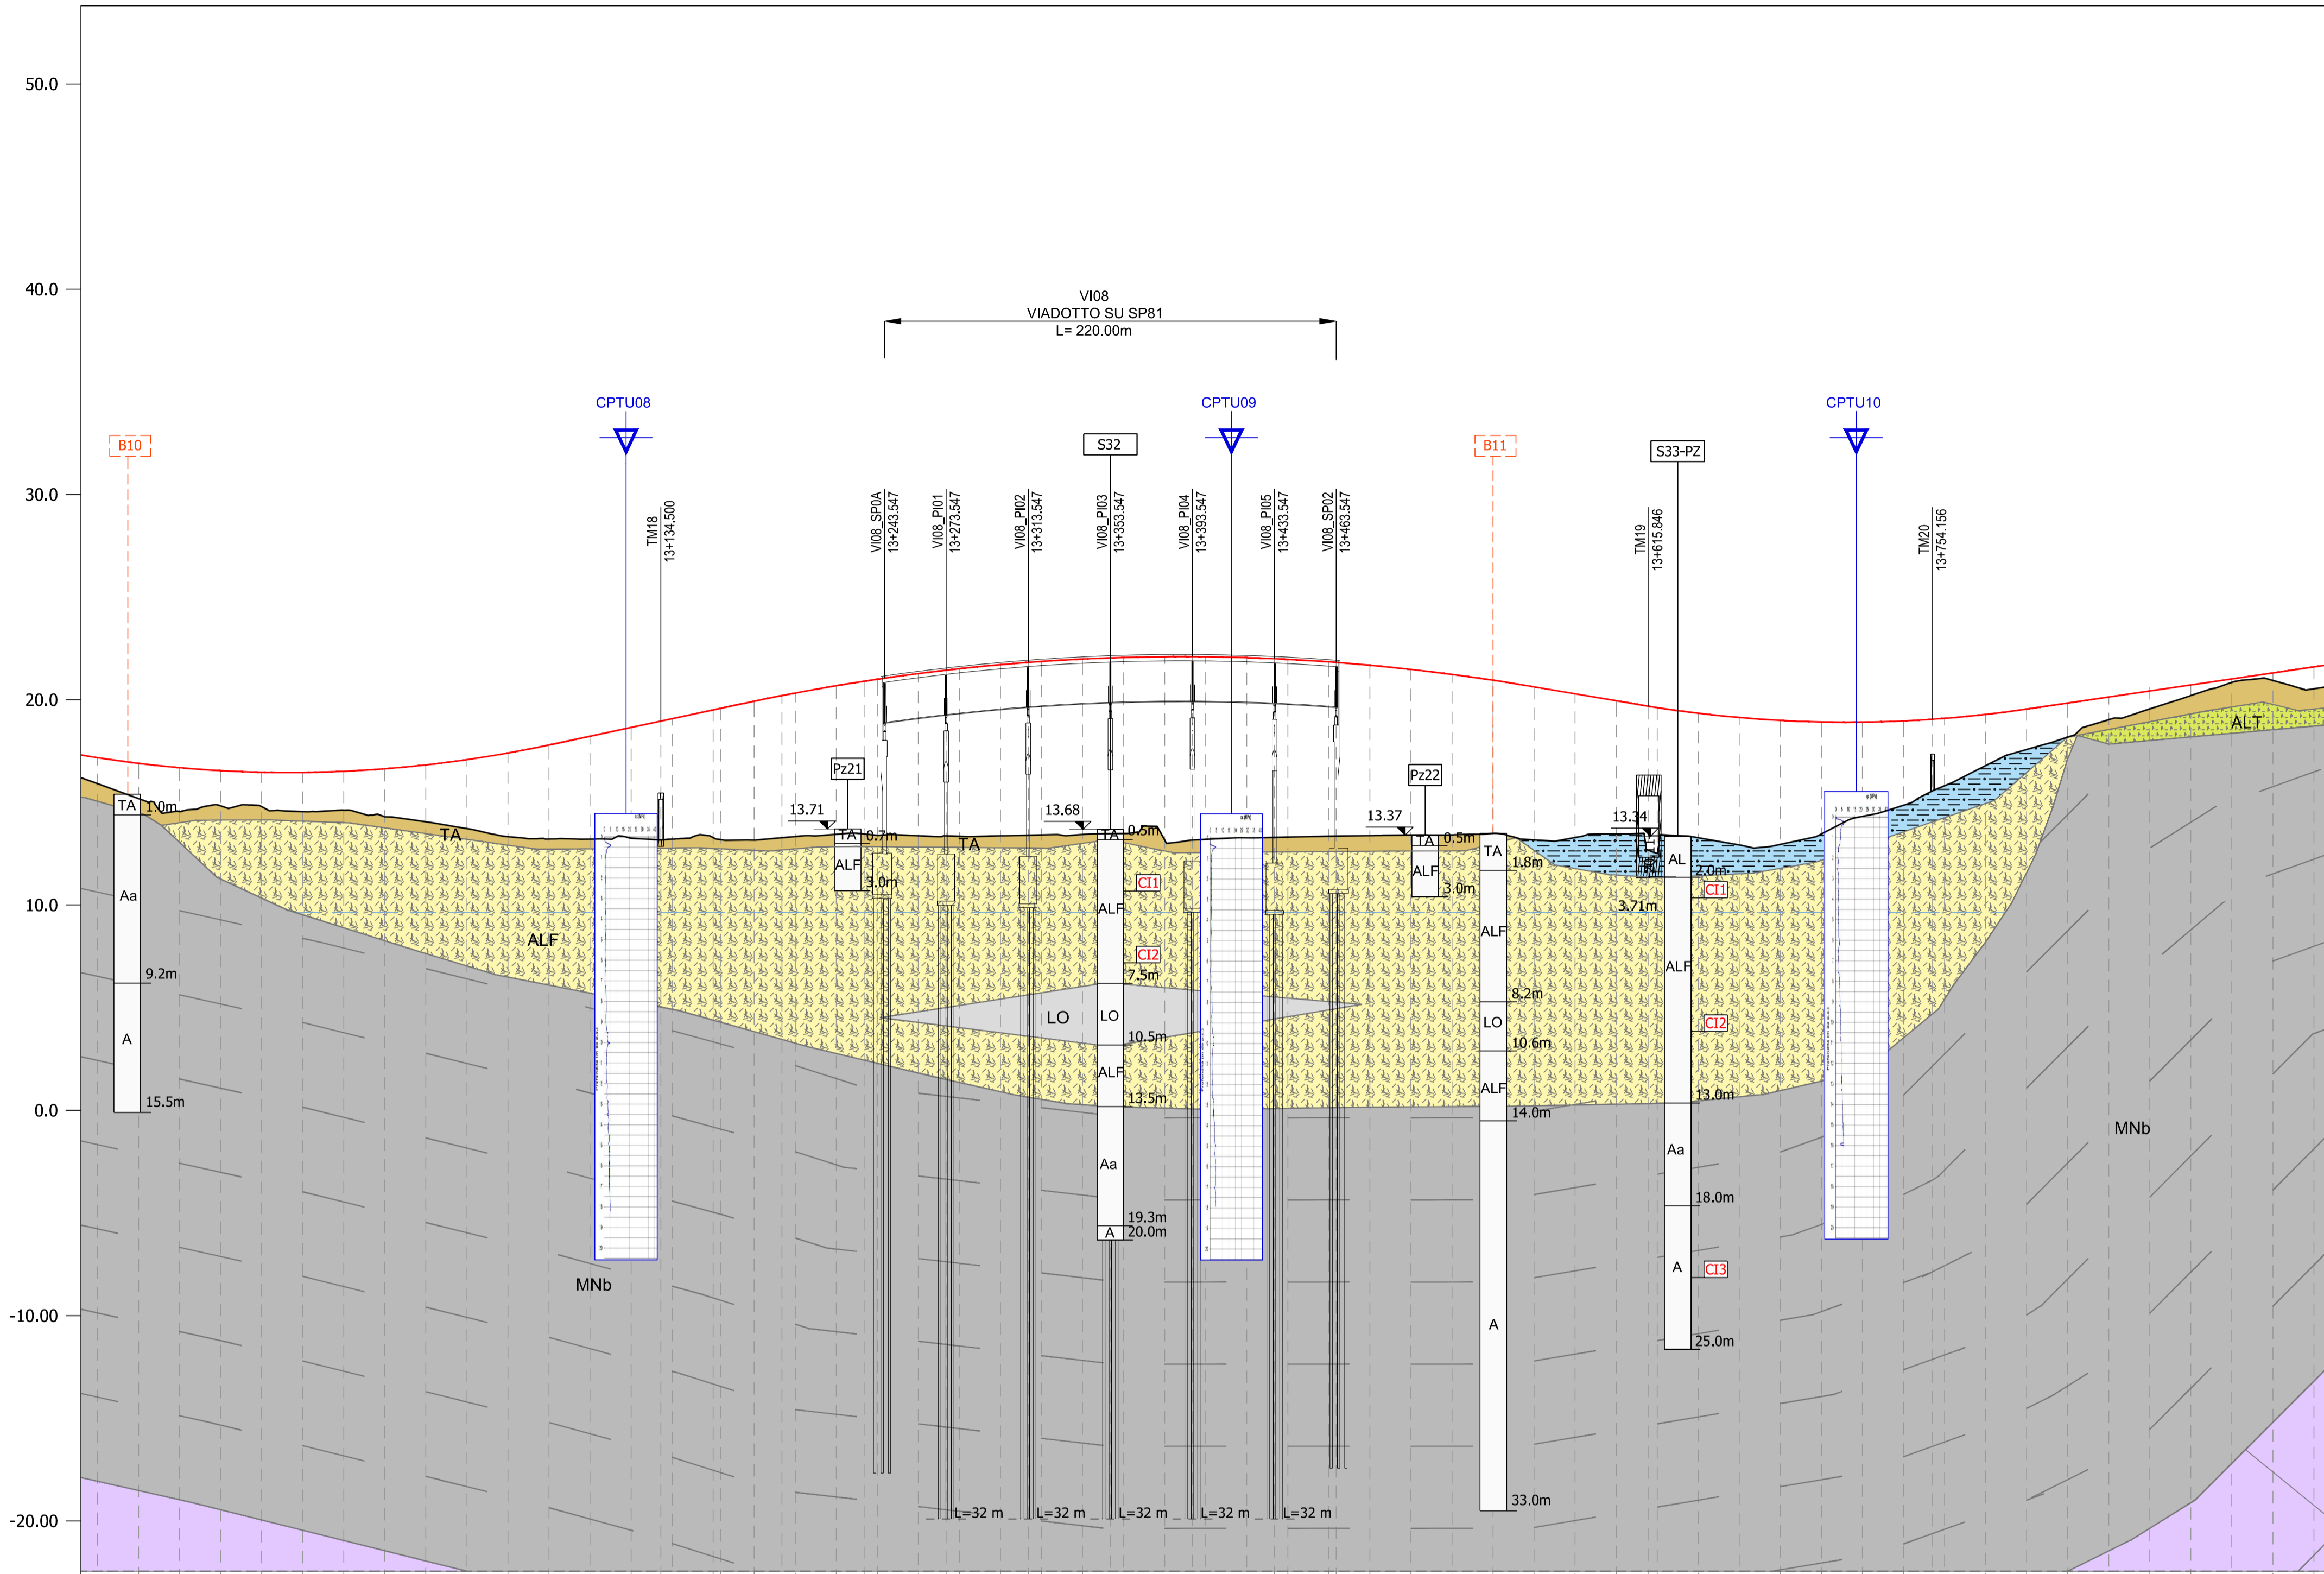 50.0
40.0
30.0
20.0
10.0
0.0
-10.00
-20.00
VI08
VIADOTTO SU SP81
L= 220.00m
CPTU08
CPTU09
CPTU10
B10
S32
B11
S33-PZ
TM18
13+134.500
VI08_SP0A
13+243.547
VI08_PI01
13+273.547
VI08_PI02
13+313.547
VI08_PI03
13+353.547
VI08_PI04
13+393.547
VI08_PI05
13+433.547
VI08_SP02
13+463.547
TM19
13+615.846
TM20
13+754.156
Pz21
Pz22
13.71
13.68
13.37
13.34
TA
1.0m
Aa
9.2m
A
15.5m
TA
ALF
MNb
TA
0.7m
ALF
3.0m
TA
LO
TA
0.5m
CI1
ALF
CI2
7.5m
LO
10.5m
ALF
13.5m
Aa
19.3m
A
20.0m
TA
0.5m
ALF
3.0m
TA
1.8m
ALF
8.2m
LO
10.6m
ALF
14.0m
A
33.0m
AL
2.0m
CI1
3.71m
ALF
CI2
13.0m
Aa
18.0m
A
CI3
25.0m
ALT
MNb
L=32 m
L=32 m
L=32 m
L=32 m
L=32 m